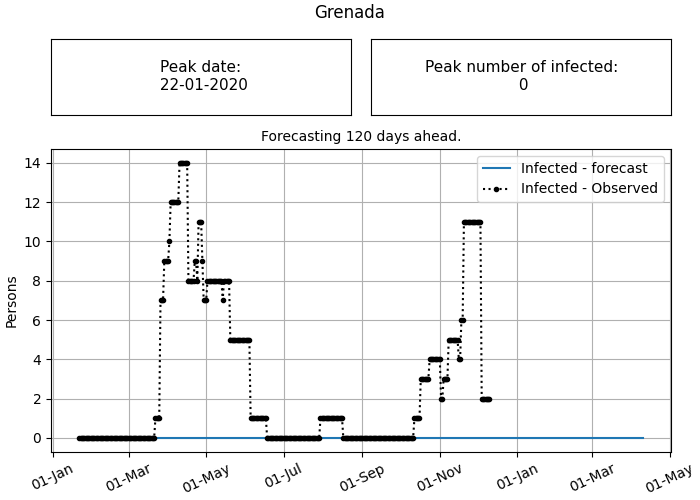 Grenada
Peak date:
22-01-2020
Peak number of infected:
0
Forecasting 120 days ahead.
Infected - forecast
Infected - Observed
Persons
14
12
10
8
6
4
2
0
01-Jan
01-Mar
01-May
01-Jul
01-Sep
01-Nov
01-Jan
01-Mar
01-May